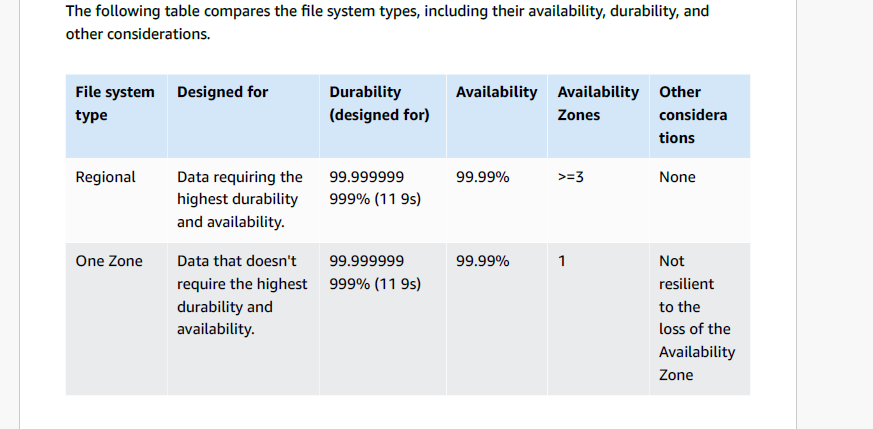 The following table compares the file system types, including their availability, durability, and
other considerations.
File system type
Designed for
Durability (designed for)
Availability
Availability Zones
Other considera tions
Regional
Data requiring the
highest durability
and availability.
99.999999
999% (11 9s)
99.99%
>=3
None
One Zone
Data that doesn't
require the highest
durability and
availability.
99.999999
999% (11 9s)
99.99%
1
Not
resilient
to the
loss of the
Availability
Zone